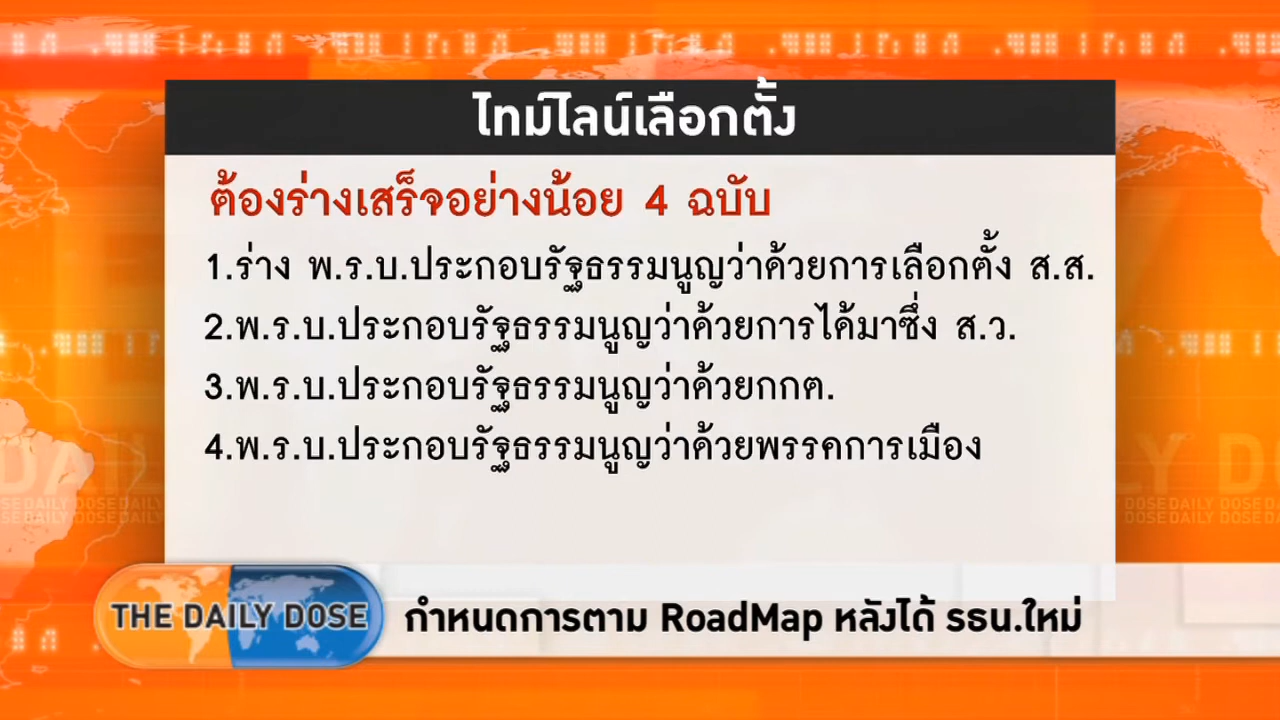 ไทม์ไลน์เลือกตั้ง
ต้องร่างเสร็จอย่างน้อย 4 ฉบับ
1.ร่าง พ.ร.บ.ประกอบรัฐธรรมนูญว่าด้วยการเลือกตั้ง ส.ส.
2.พ.ร.บ.ประกอบรัฐธรรมนูญว่าด้วยการได้มาซึ่ง ส.ว.
3.พ.ร.บ.ประกอบรัฐธรรมนูญว่าด้วยกกต.
4.พ.ร.บ.ประกอบรัฐธรรมนูญว่าด้วยพรรคการเมือง
THE DAILY DOSE
กำหนดการตาม RoadMap หลังได้ รธน.ใหม่